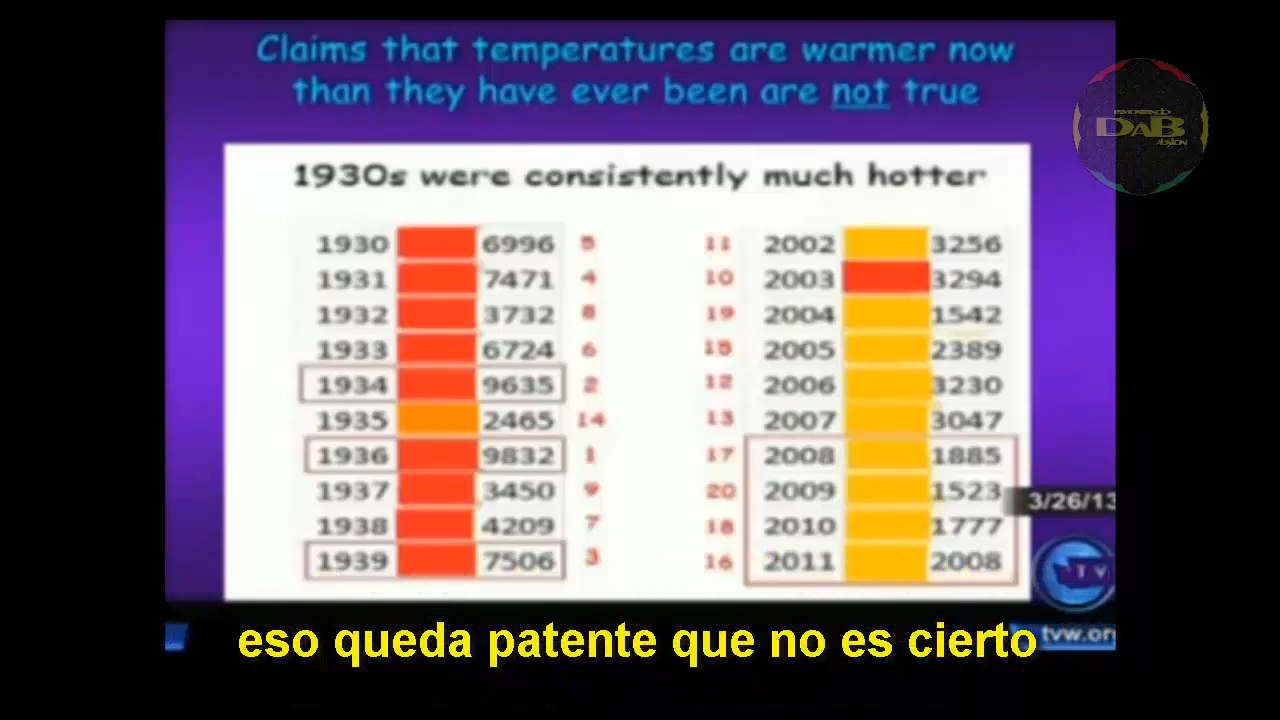 Claims that temperatures are warmer now
than they have ever been are not true
DAB
1930s were consistently much hotter
1930 6996 5 11 2002 3256
1931 7471 4 10 2003 3294
1932 3732 8 19 2004 1542
1933 6724 6 15 2005 2389
1934 9635 2 12 2006 3230
1935 2465 14 13 2007 3047
1936 9832 1 17 2008 1885
1937 3450 9 20 2009 1523
3/26/13
1938 4209 7 18 2010 1777
1939 7506 3 16 2011 2008
TV
eso queda patente que no es cierto
tvw.org